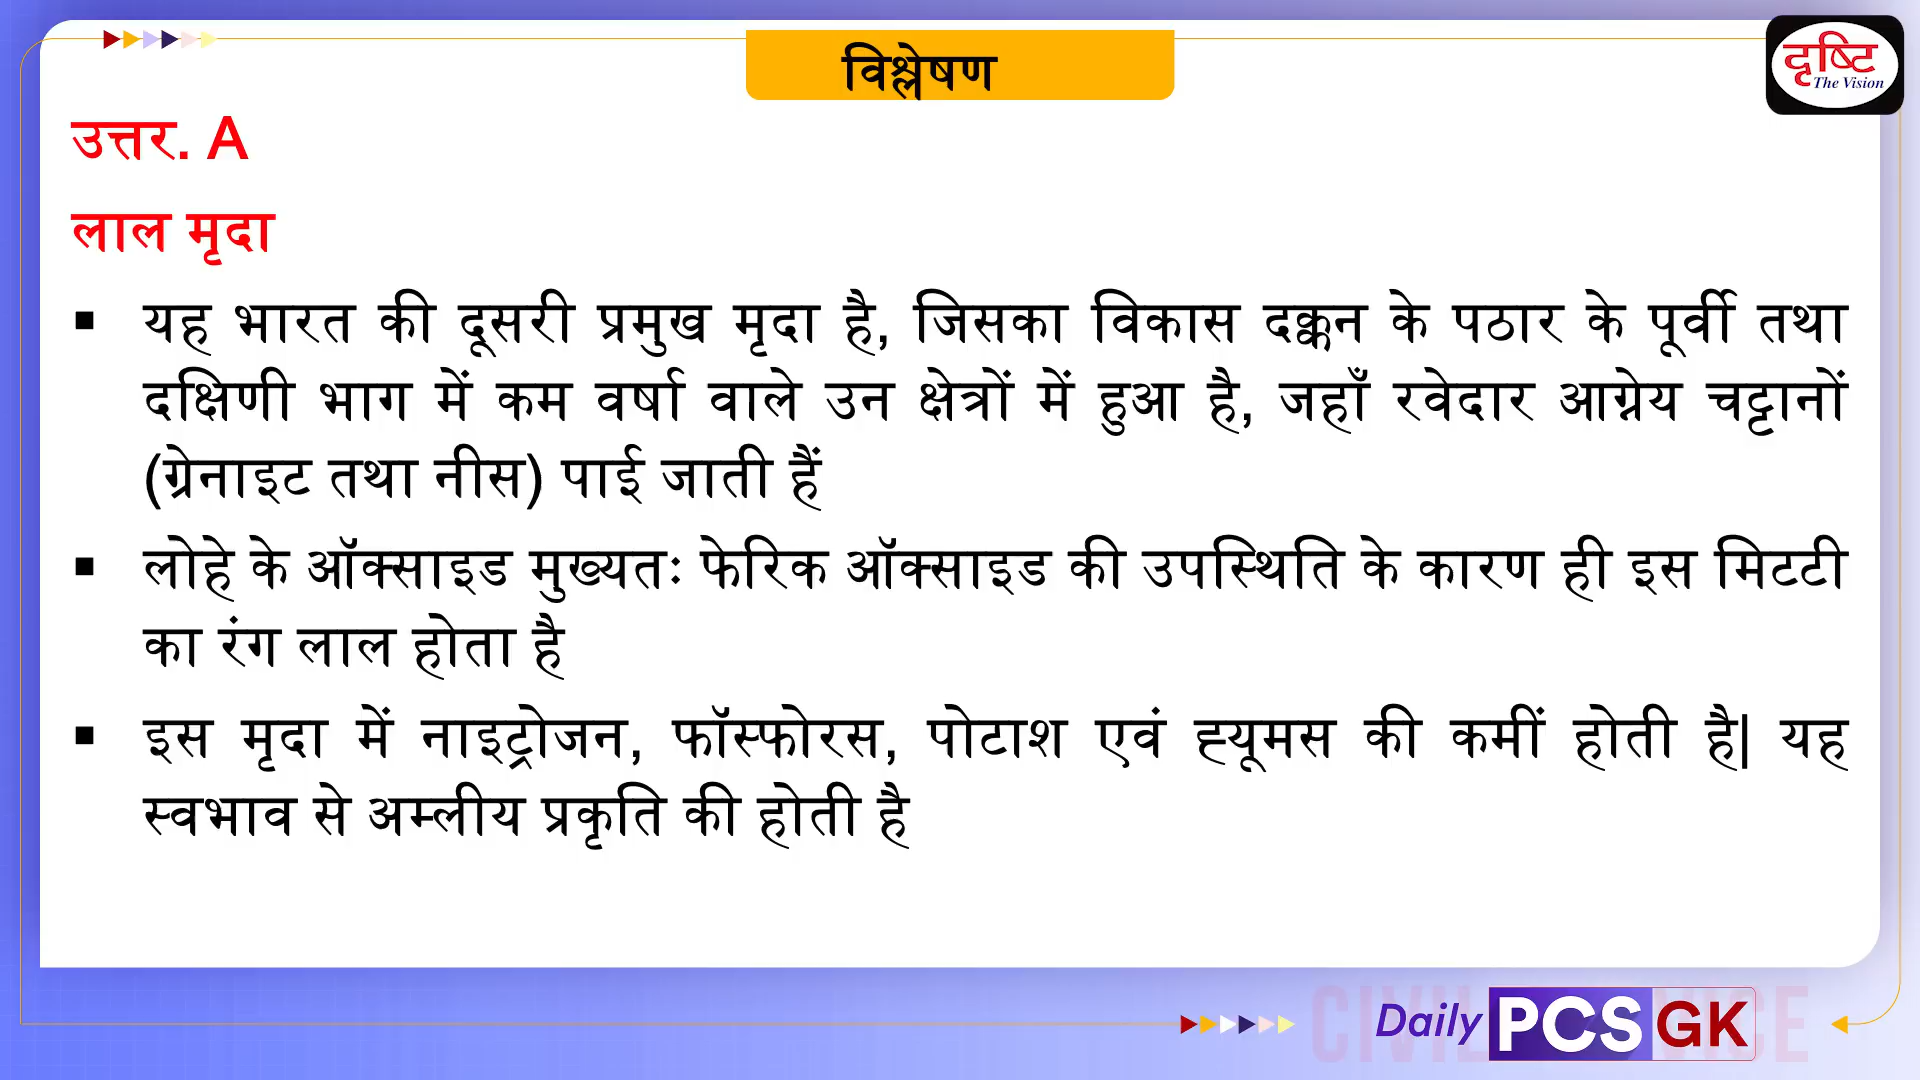 विश्लेषण
दृष्टि
The Vision
उत्तर. A
लाल मृदा
▪ यह भारत की दूसरी प्रमुख मृदा है, जिसका विकास दक्कन के पठार के पूर्वी तथा
दक्षिणी भाग में कम वर्षा वाले उन क्षेत्रों में हुआ है, जहाँ रवेदार आग्नेय चट्टानों
(ग्रेनाइट तथा नीस) पाई जाती हैं
▪ लोहे के ऑक्साइड मुख्यतः फेरिक ऑक्साइड की उपस्थिति के कारण ही इस मिटटी
का रंग लाल होता है
▪ इस मृदा में नाइट्रोजन, फॉस्फोरस, पोटाश एवं ह्यूमस की कमीं होती है| यह
स्वभाव से अम्लीय प्रकृति की होती है
Daily PCS GK